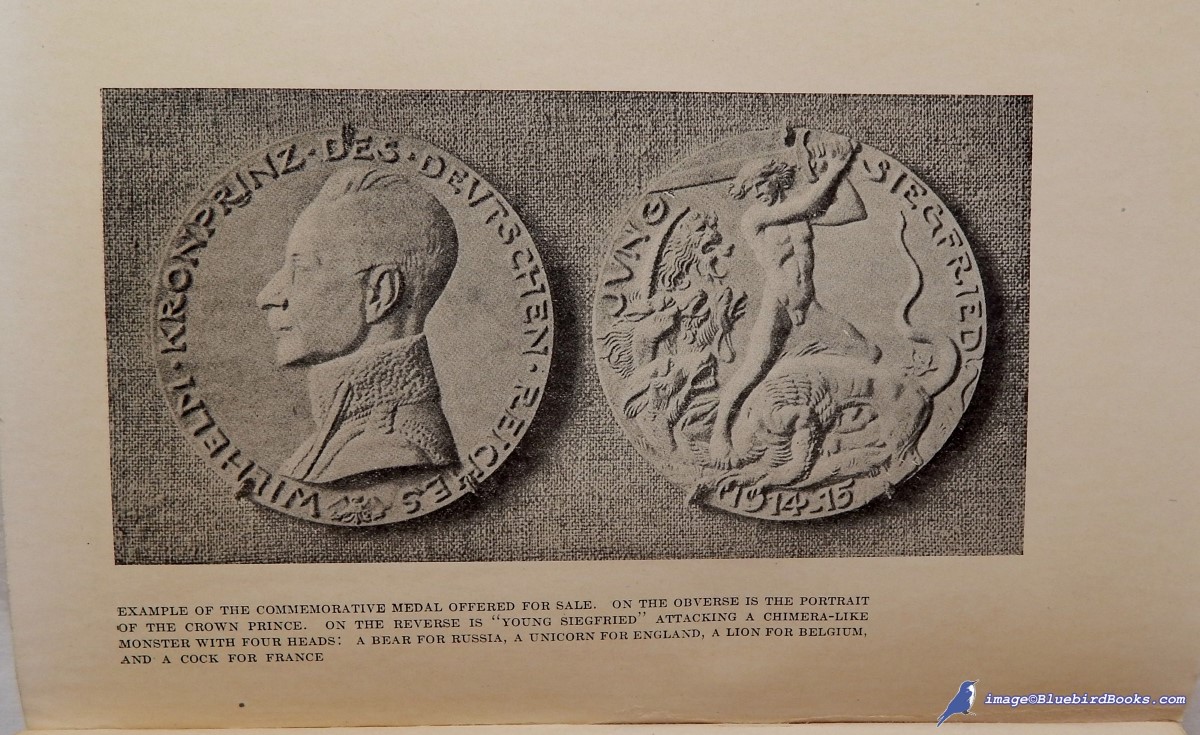 WILHELM·KRONPRINZ·DES·DEVTSCHEN·REICHES
JUNG SIEGFRIED
1914-15
EXAMPLE OF THE COMMEMORATIVE MEDAL OFFERED FOR SALE. ON THE OBVERSE IS THE PORTRAIT
OF THE CROWN PRINCE. ON THE REVERSE IS "YOUNG SIEGFRIED" ATTACKING A CHIMERA-LIKE
MONSTER WITH FOUR HEADS: A BEAR FOR RUSSIA, A UNICORN FOR ENGLAND, A LION FOR BELGIUM,
AND A COCK FOR FRANCE
image©BluebirdBooks.com